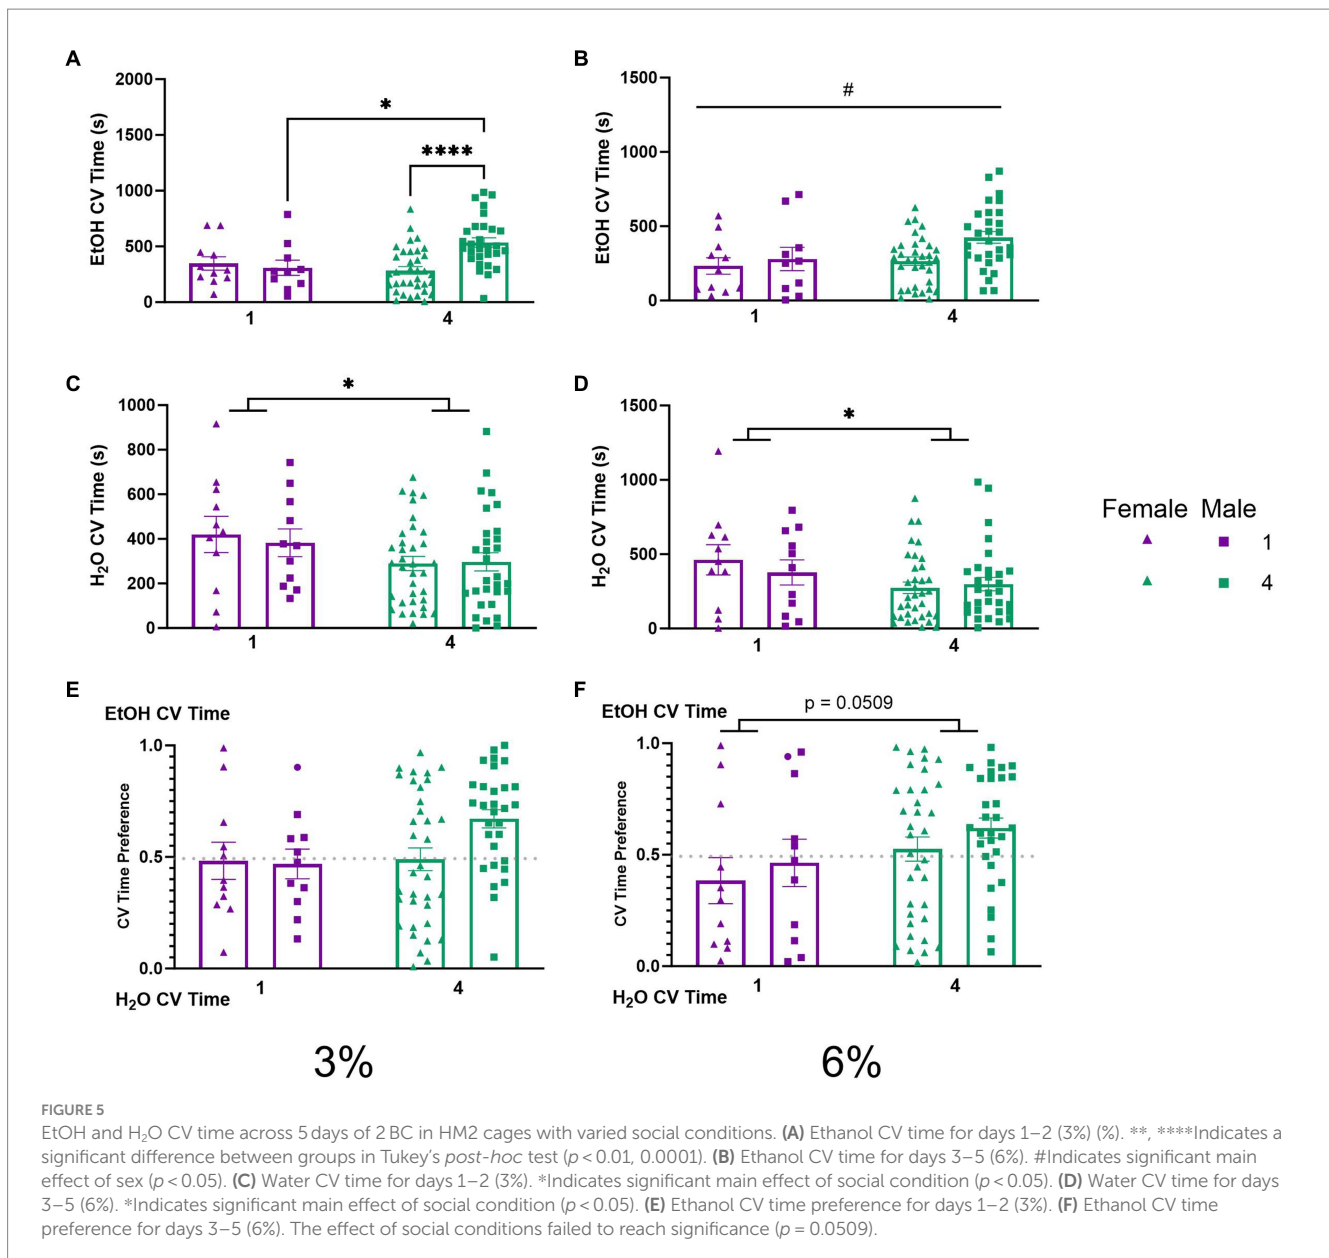 A
EtOH CV Time (s)
2000
1500
1000
500
0
*
****
1
4
B
EtOH CV Time (s)
1500
1000
500
0
#
1
4
C
H₂O CV Time (s)
1000
800
600
400
200
0
*
1
4
D
H₂O CV Time (s)
1500
1000
500
0
*
1
4
Female Male
1
4
E
EtOH CV Time
CV Time Preference
1.0
0.5
0.0
1
4
H₂O CV Time
3%
F
EtOH CV Time
p = 0.0509
CV Time Preference
1.0
0.5
0.0
1
4
H₂O CV Time
6%
FIGURE 5
EtOH and H₂O CV time across 5 days of 2 BC in HM2 cages with varied social conditions. (A) Ethanol CV time for days 1–2 (3%) (%). **, ****Indicates a
significant difference between groups in Tukey's post-hoc test (p < 0.01, 0.0001). (B) Ethanol CV time for days 3–5 (6%). #Indicates significant main
effect of sex (p < 0.05). (C) Water CV time for days 1–2 (3%). *Indicates significant main effect of social condition (p < 0.05). (D) Water CV time for days
3–5 (6%). *Indicates significant main effect of social condition (p < 0.05). (E) Ethanol CV time preference for days 1–2 (3%). (F) Ethanol CV time
preference for days 3–5 (6%). The effect of social conditions failed to reach significance (p = 0.0509).